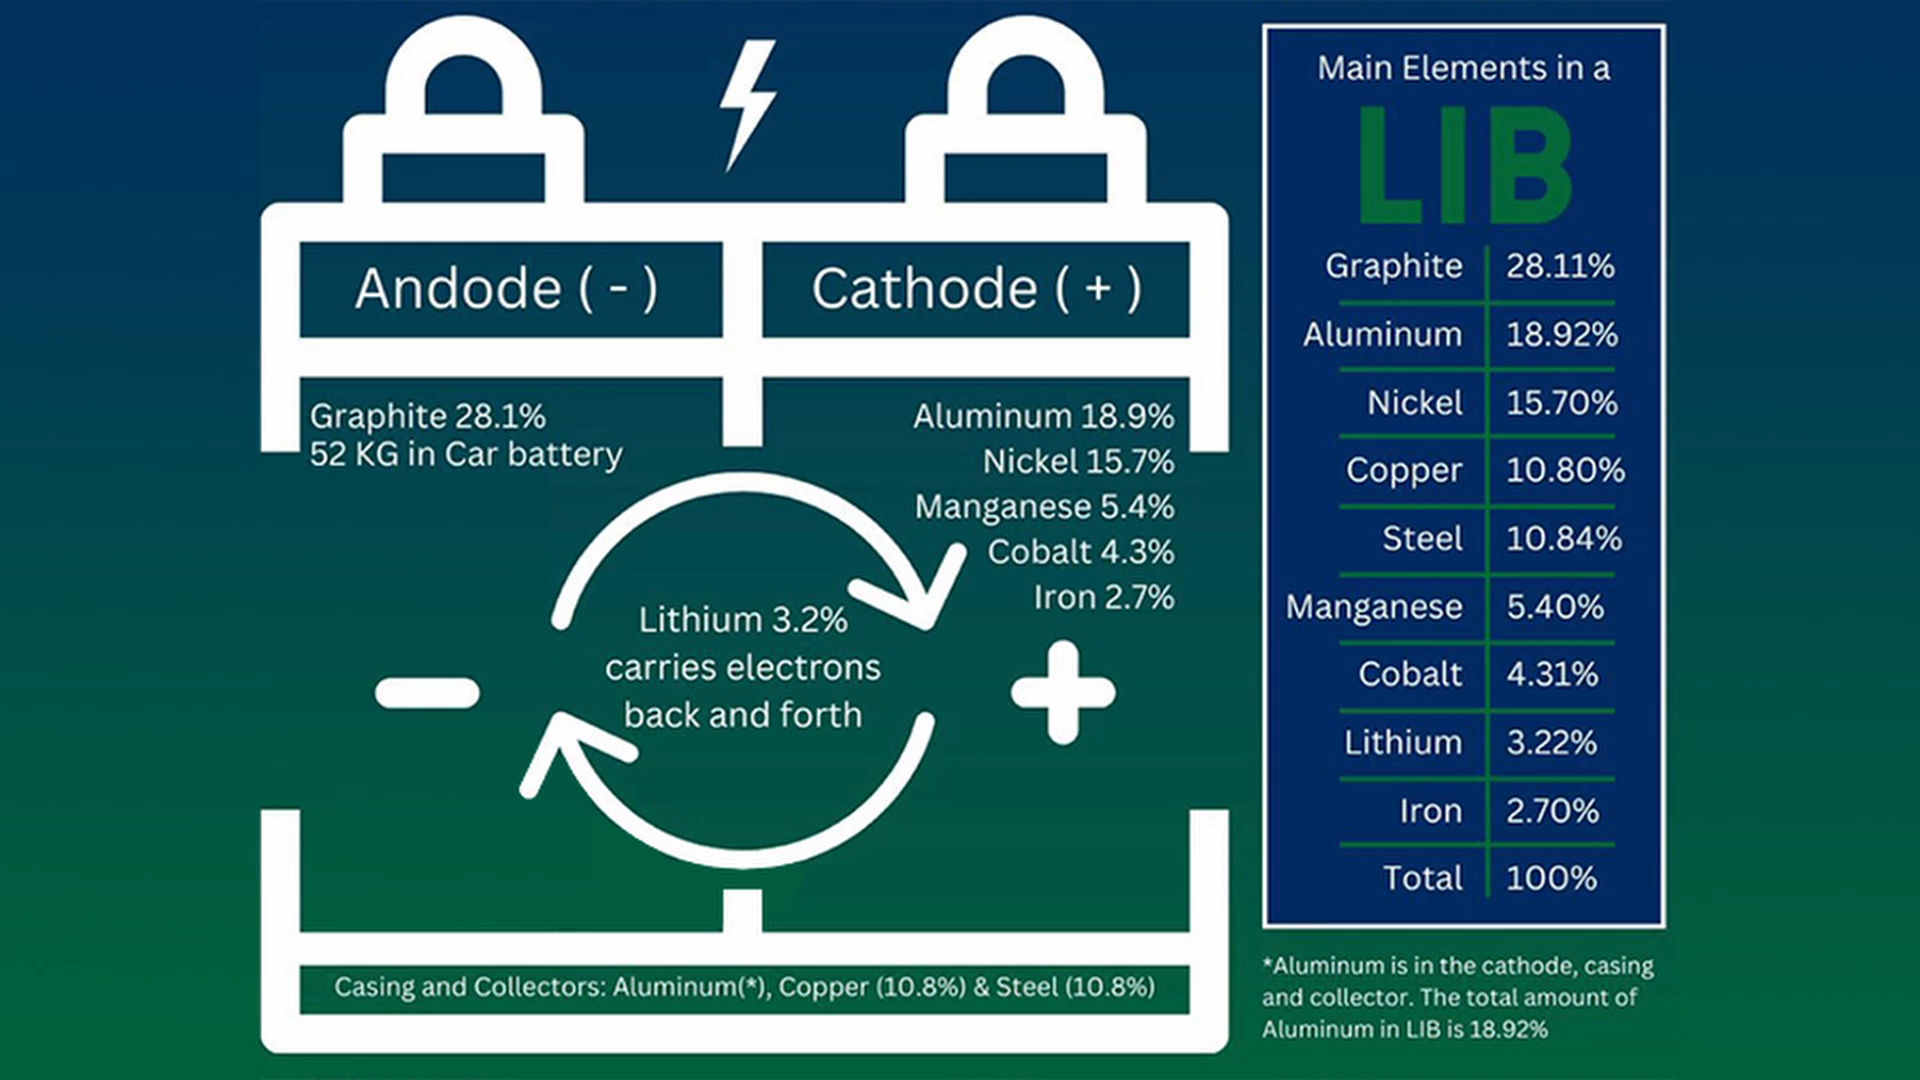 Andode ( - )
Cathode ( + )
Graphite 28.1%
52 KG in Car battery
Aluminum 18.9%
Nickel 15.7%
Manganese 5.4%
Cobalt 4.3%
Iron 2.7%
Lithium 3.2%
carries electrons
back and forth
Casing and Collectors: Aluminum(*), Copper (10.8%) & Steel (10.8%)
Main Elements in a
LIB
Graphite 28.11%
Aluminum 18.92%
Nickel 15.70%
Copper 10.80%
Steel 10.84%
Manganese 5.40%
Cobalt 4.31%
Lithium 3.22%
Iron 2.70%
Total 100%
*Aluminum is in the cathode, casing
and collector. The total amount of
Aluminum in LIB is 18.92%